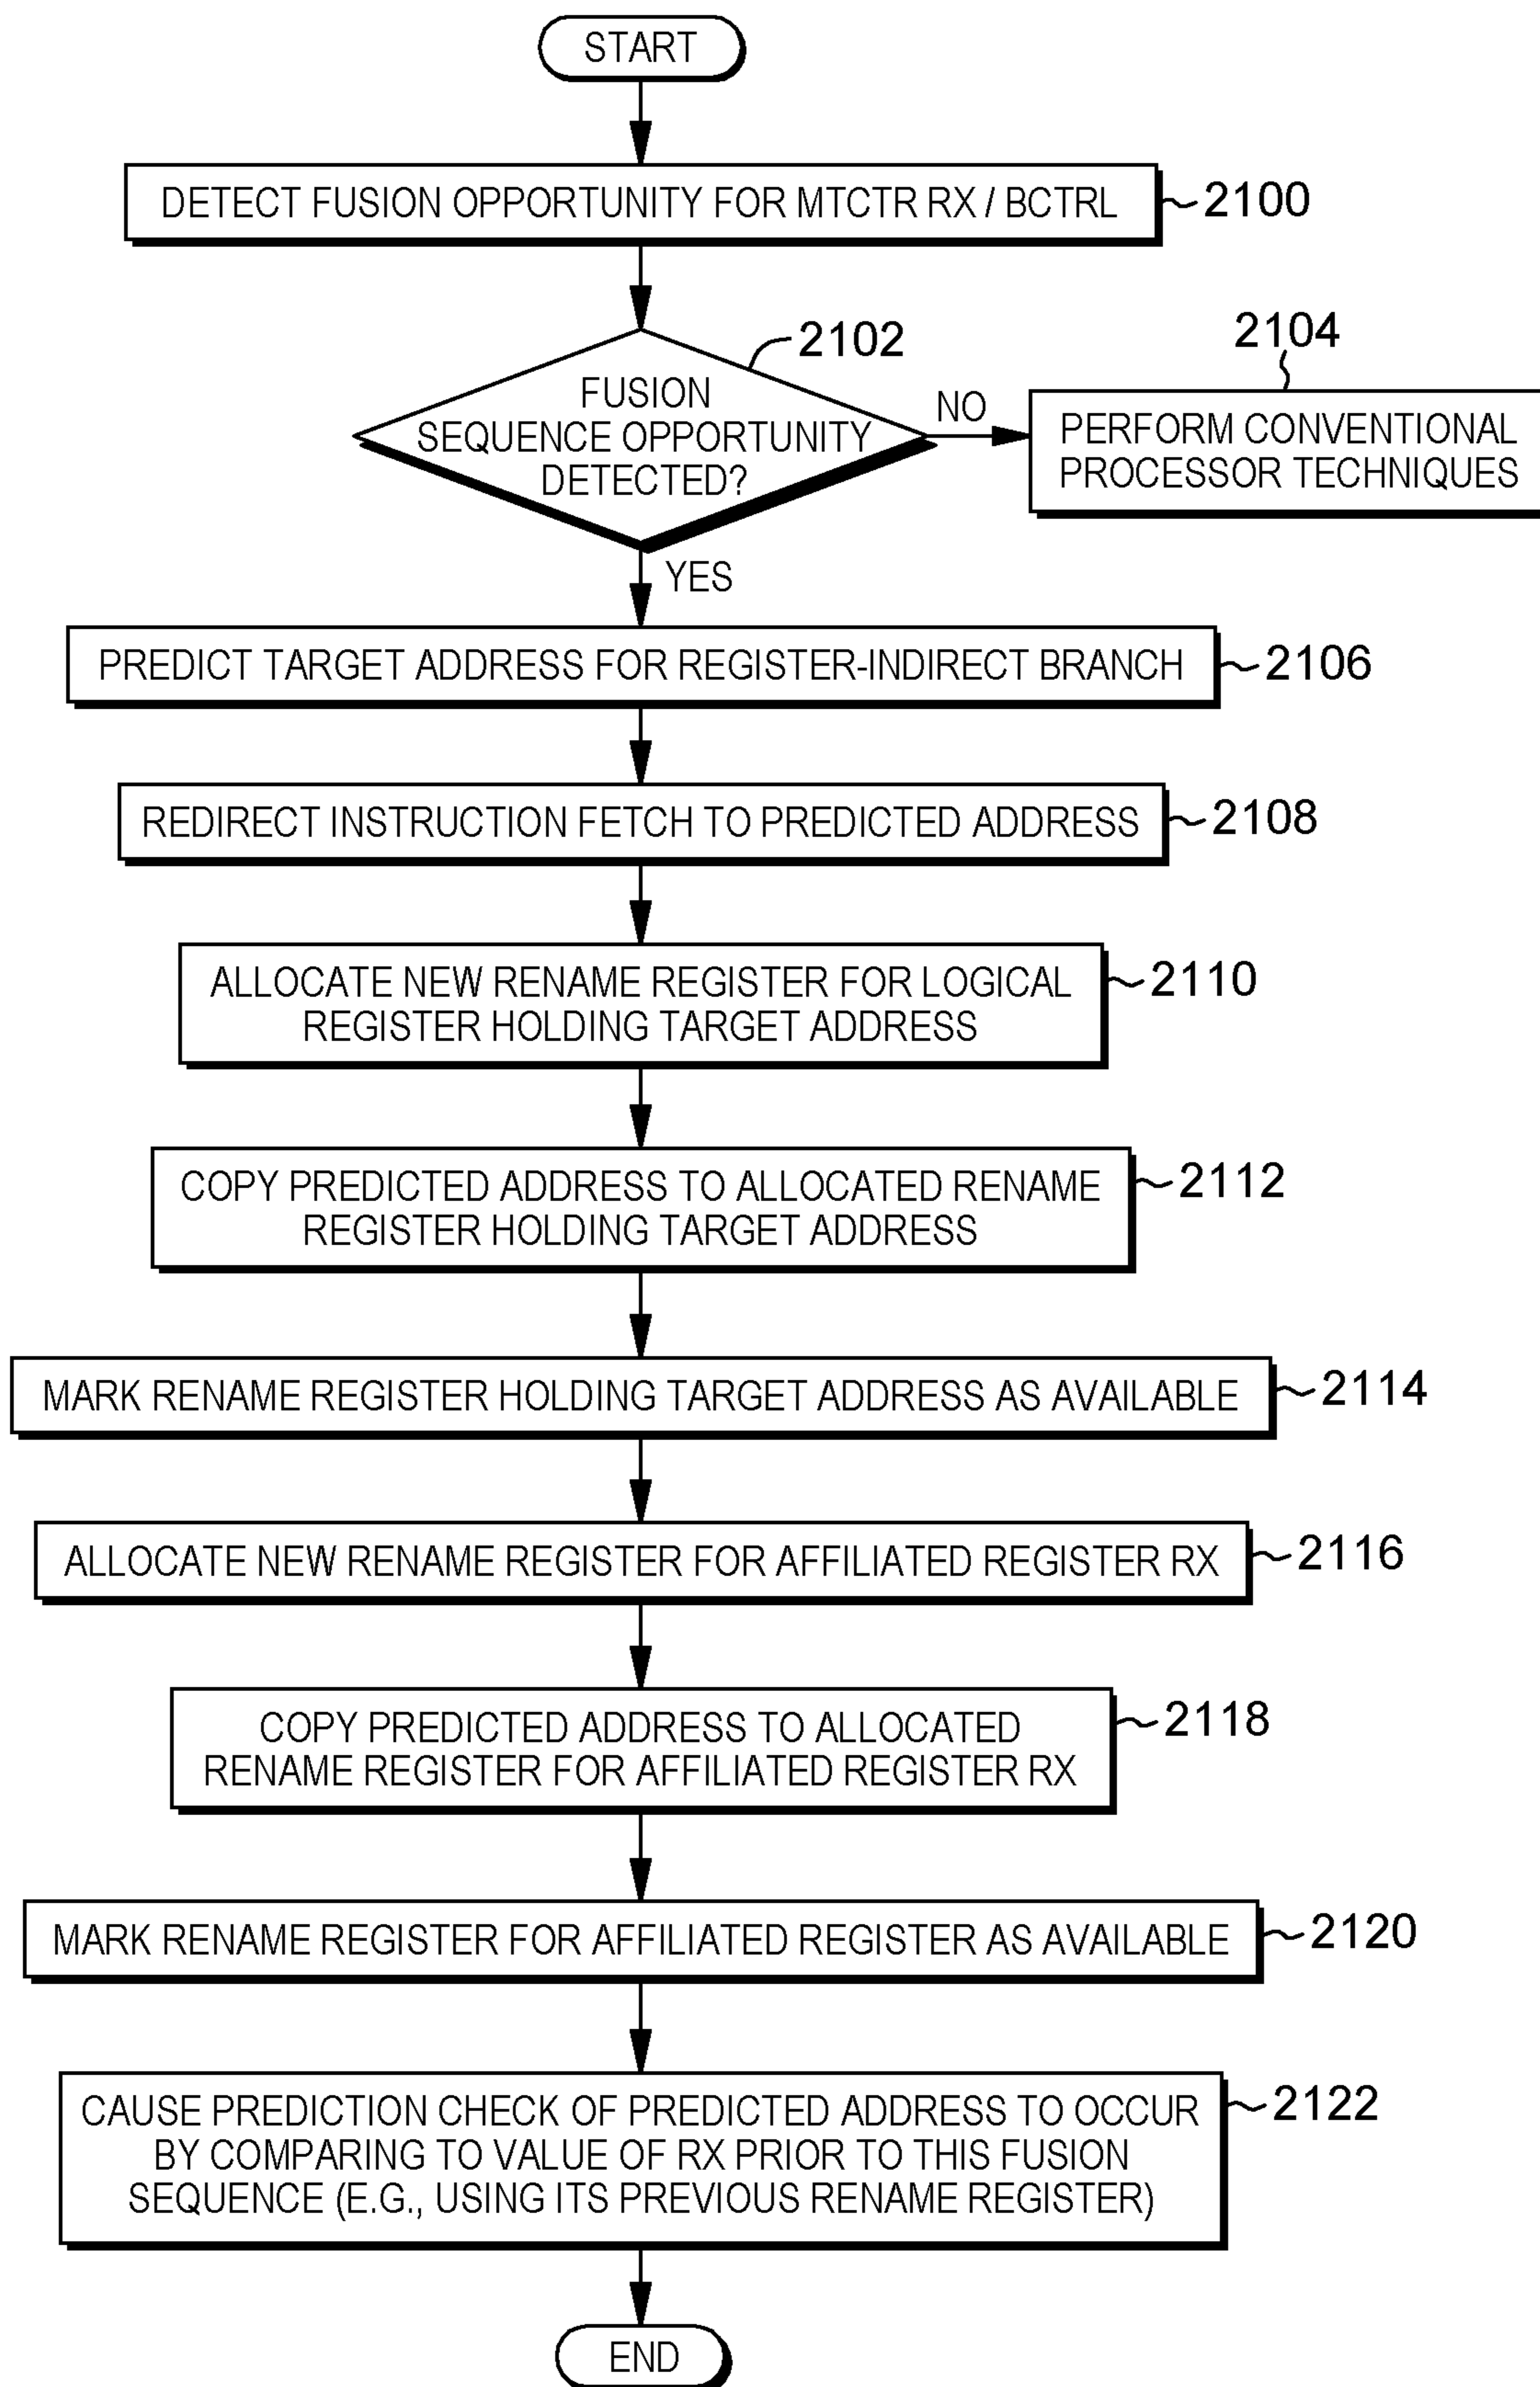 START
DETECT FUSION OPPORTUNITY FOR MTCTR RX / BCTRL
2100
2102
FUSION
SEQUENCE OPPORTUNITY
DETECTED?
NO
2104
PERFORM CONVENTIONAL
PROCESSOR TECHNIQUES
YES
PREDICT TARGET ADDRESS FOR REGISTER-INDIRECT BRANCH
2106
REDIRECT INSTRUCTION FETCH TO PREDICTED ADDRESS
2108
ALLOCATE NEW RENAME REGISTER FOR LOGICAL
REGISTER HOLDING TARGET ADDRESS
2110
COPY PREDICTED ADDRESS TO ALLOCATED RENAME
REGISTER HOLDING TARGET ADDRESS
2112
MARK RENAME REGISTER HOLDING TARGET ADDRESS AS AVAILABLE
2114
ALLOCATE NEW RENAME REGISTER FOR AFFILIATED REGISTER RX
2116
COPY PREDICTED ADDRESS TO ALLOCATED
RENAME REGISTER FOR AFFILIATED REGISTER RX
2118
MARK RENAME REGISTER FOR AFFILIATED REGISTER AS AVAILABLE
2120
CAUSE PREDICTION CHECK OF PREDICTED ADDRESS TO OCCUR
BY COMPARING TO VALUE OF RX PRIOR TO THIS FUSION
SEQUENCE (E.G., USING ITS PREVIOUS RENAME REGISTER)
2122
END